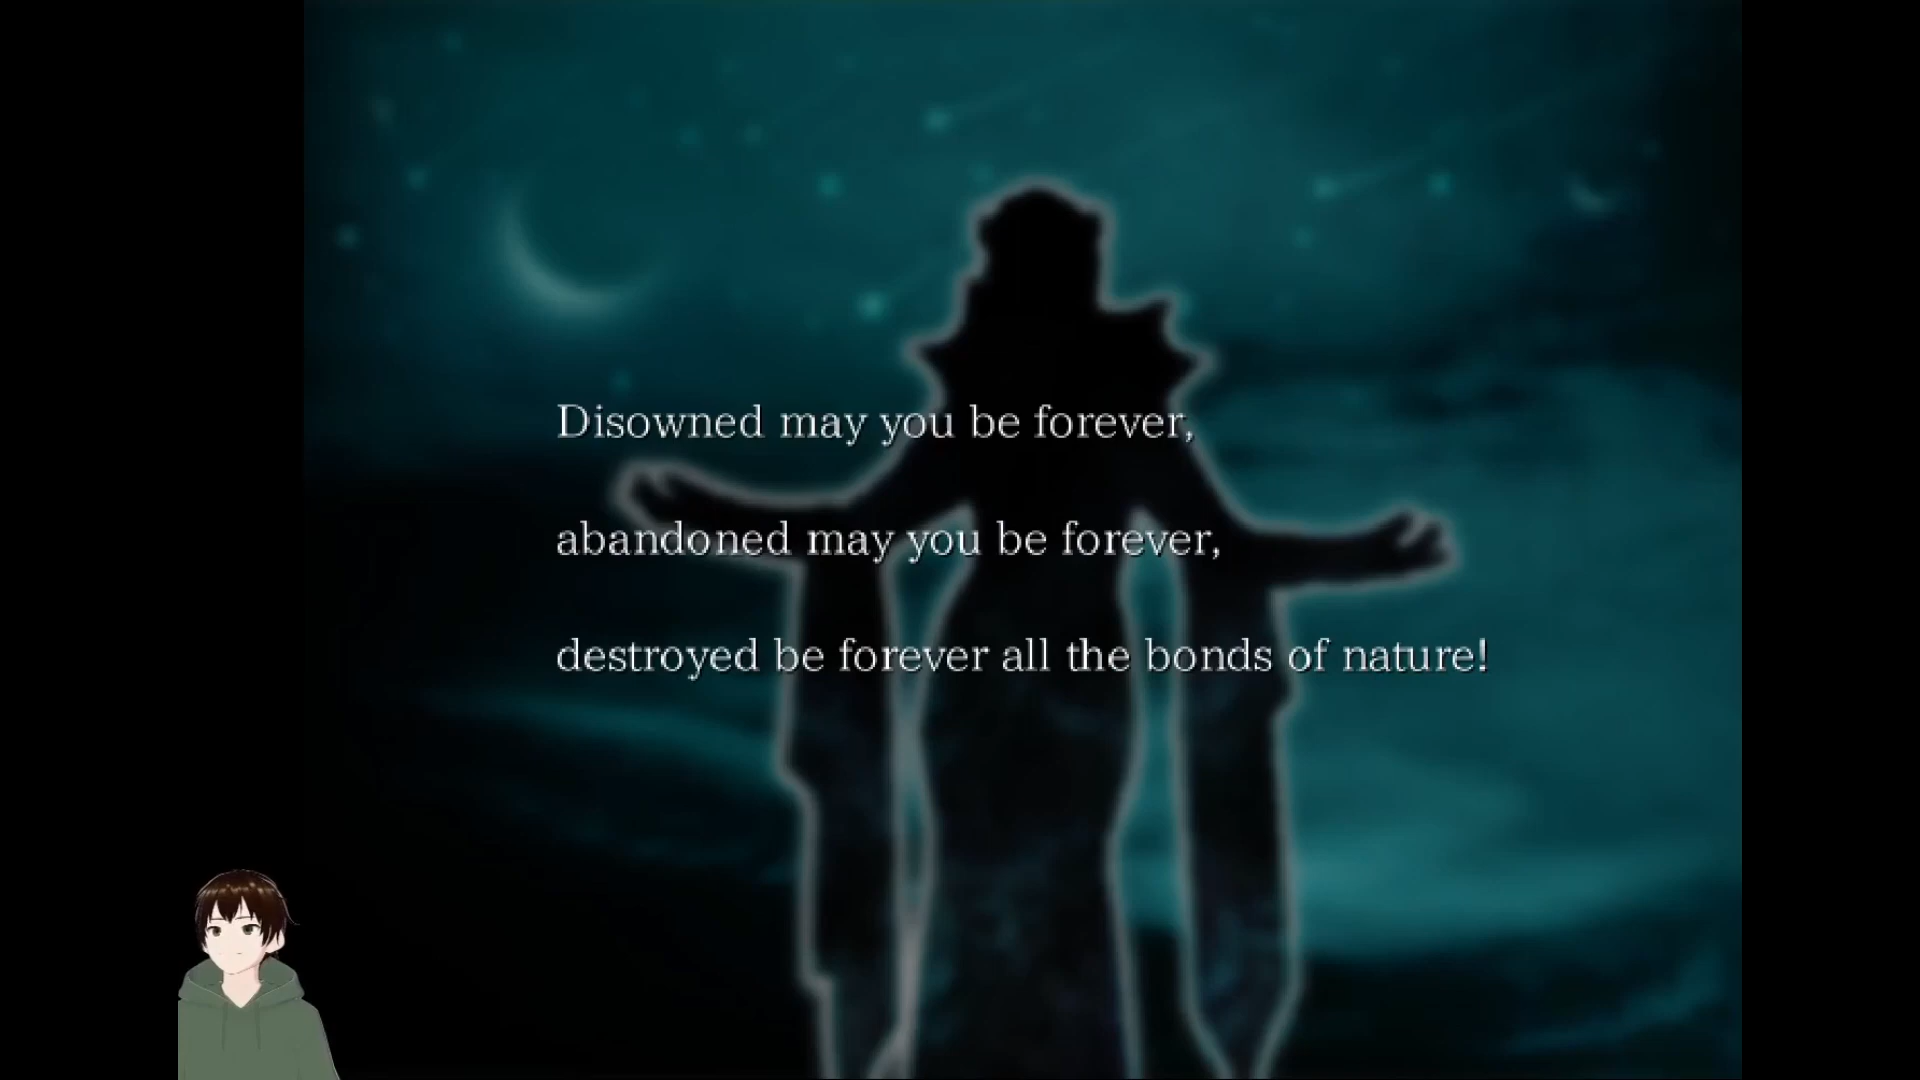 Disowned may you be forever,
abandoned may you be forever,
destroyed be forever all the bonds of nature!